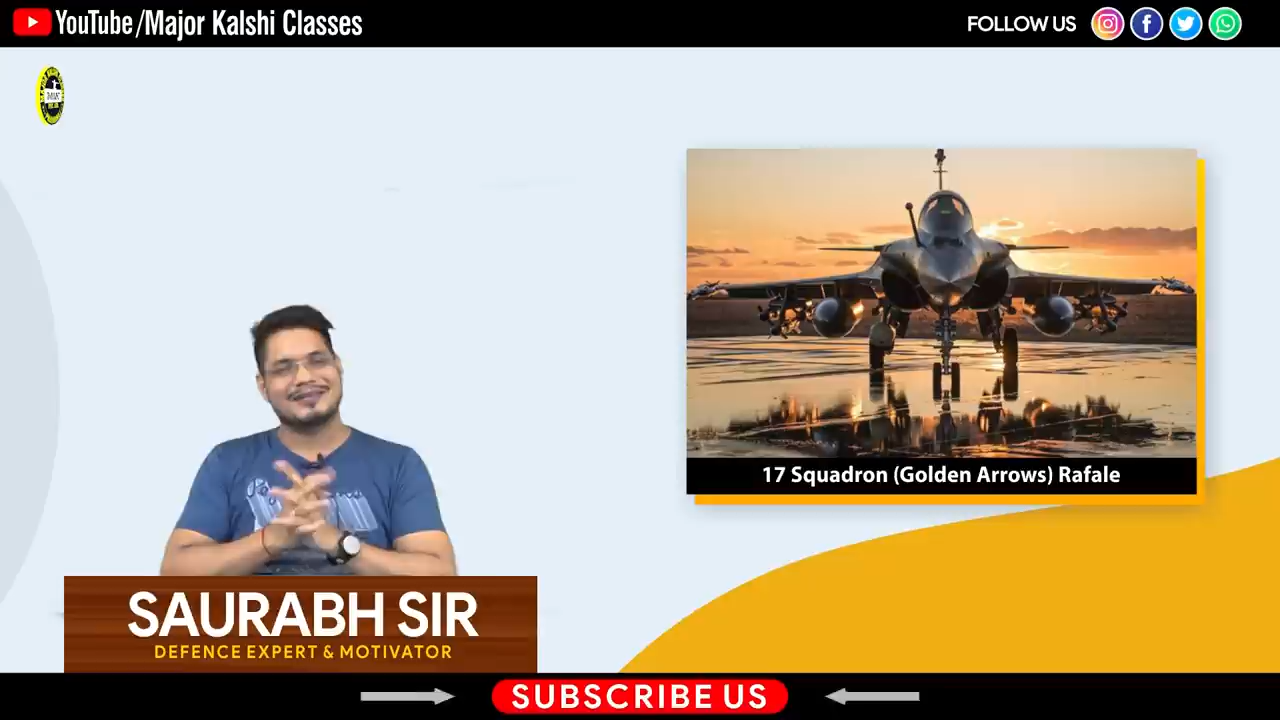 YouTube/Major Kalshi Classes
FOLLOW US
17 Squadron (Golden Arrows) Rafale
SAURABH SIR
DEFENCE EXPERT & MOTIVATOR
SUBSCRIBE US